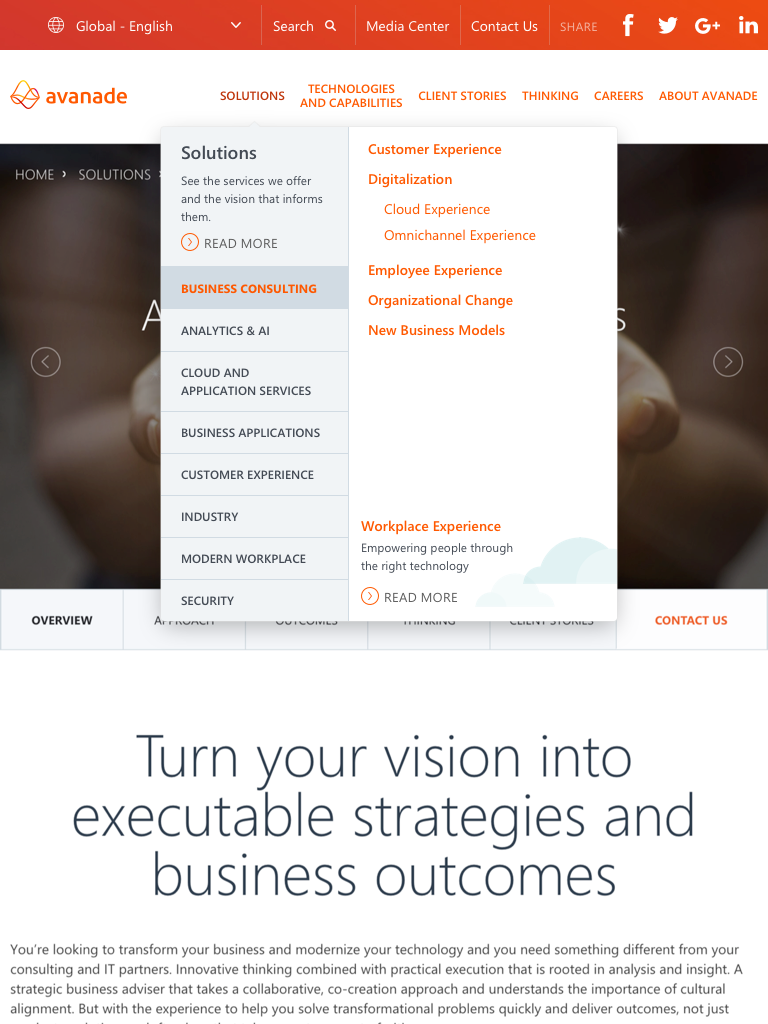 Global - English
Search
Media Center
Contact Us
SHARE
f
G+
in
avanade
SOLUTIONS
TECHNOLOGIES
AND CAPABILITIES
CLIENT STORIES
THINKING
CAREERS
ABOUT AVANADE
HOME › SOLUTIONS ›
Solutions
See the services we offer
and the vision that informs
them.
READ MORE
BUSINESS CONSULTING
ANALYTICS & AI
CLOUD AND
APPLICATION SERVICES
BUSINESS APPLICATIONS
CUSTOMER EXPERIENCE
INDUSTRY
MODERN WORKPLACE
SECURITY
Customer Experience
Digitalization
Cloud Experience
Omnichannel Experience
Employee Experience
Organizational Change
New Business Models
Workplace Experience
Empowering people through
the right technology
READ MORE
A
s
OVERVIEW
APPROACH
OUTCOMES
THINKING
CLIENT STORIES
CONTACT US
Turn your vision into
executable strategies and
business outcomes
You’re looking to transform your business and modernize your technology and you need something different from your
consulting and IT partners. Innovative thinking combined with practical execution that is rooted in analysis and insight. A
strategic business adviser that takes a collaborative, co-creation approach and understands the importance of cultural
alignment. But with the experience to help you solve transformational problems quickly and deliver outcomes, not just